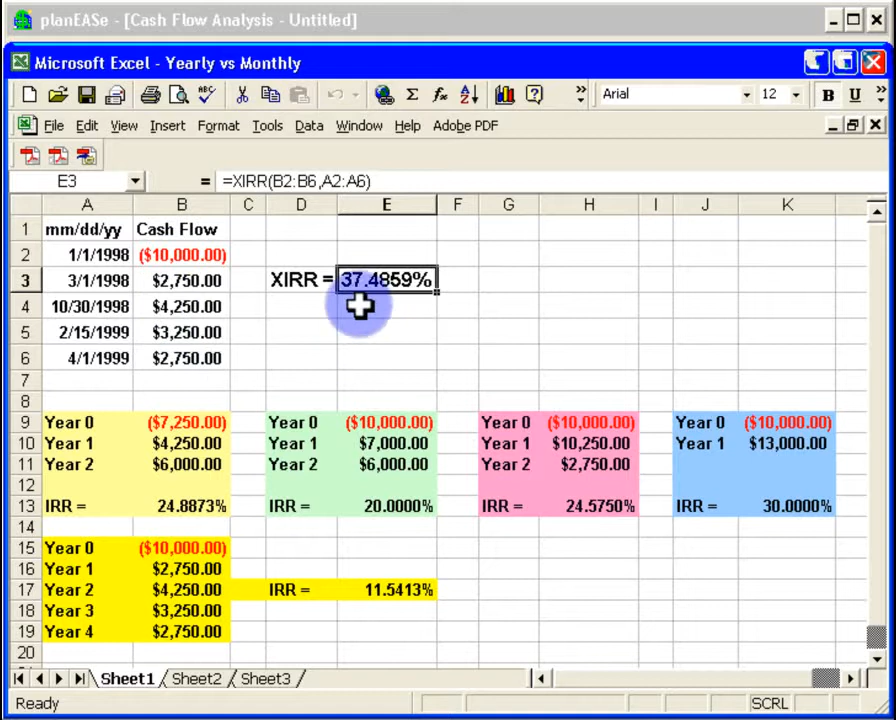 planEASe - [Cash Flow Analysis - Untitled]
Microsoft Excel - Yearly vs Monthly
Arial 12 B U
File Edit View Insert Format Tools Data Window Help Adobe PDF
E3 = =XIRR(B2:B6,A2:A6)
A B C D E F G H I J K
1 mm/dd/yy Cash Flow
2 1/1/1998 ($10,000.00)
3 3/1/1998 $2,750.00 XIRR = 37.4859%
4 10/30/1998 $4,250.00
5 2/15/1999 $3,250.00
6 4/1/1999 $2,750.00
7
8
9 Year 0 ($7,250.00) Year 0 ($10,000.00) Year 0 ($10,000.00) Year 0 ($10,000.00)
10 Year 1 $4,250.00 Year 1 $7,000.00 Year 1 $10,250.00 Year 1 $13,000.00
11 Year 2 $6,000.00 Year 2 $6,000.00 Year 2 $2,750.00
12
13 IRR = 24.8873% IRR = 20.0000% IRR = 24.5750% IRR = 30.0000%
14
15 Year 0 ($10,000.00)
16 Year 1 $2,750.00
17 Year 2 $4,250.00 IRR = 11.5413%
18 Year 3 $3,250.00
19 Year 4 $2,750.00
20
Sheet1 Sheet2 Sheet3
Ready SCRL